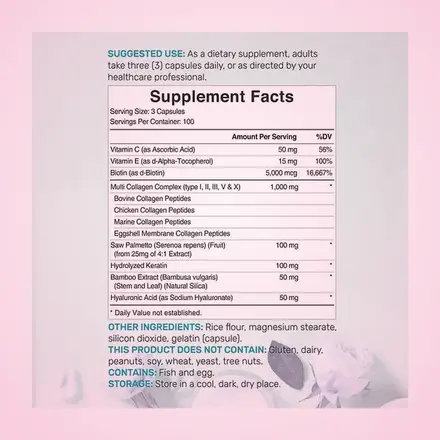 SUGGESTED USE: As a dietary supplement, adults
take three (3) capsules daily, or as directed by your
healthcare professional.
Supplement Facts
Serving Size: 3 Capsules
Servings Per Container: 100
Amount Per Serving %DV
Vitamin C (as Ascorbic Acid) 50 mg 56%
Vitamin E (as d-Alpha-Tocopherol) 15 mg 100%
Biotin (as d-Biotin) 5,000 mcg 16,667%
Multi Collagen Complex (type I, II, III, V & X) 1,000 mg *
Bovine Collagen Peptides
Chicken Collagen Peptides
Marine Collagen Peptides
Eggshell Membrane Collagen Peptides
Saw Palmetto (Serenoa repens) (Fruit) 100 mg *
(from 25mg of 4:1 Extract)
Hydrolyzed Keratin 100 mg *
Bamboo Extract (Bambusa vulgaris) 50 mg *
(Stem and Leaf) (Natural Silica)
Hyaluronic Acid (as Sodium Hyaluronate) 50 mg *
* Daily Value not established.
OTHER INGREDIENTS: Rice flour, magnesium stearate,
silicon dioxide, gelatin (capsule).
THIS PRODUCT DOES NOT CONTAIN: Gluten, dairy,
peanuts, soy, wheat, yeast, tree nuts.
CONTAINS: Fish and egg.
STORAGE: Store in a cool, dark, dry place.